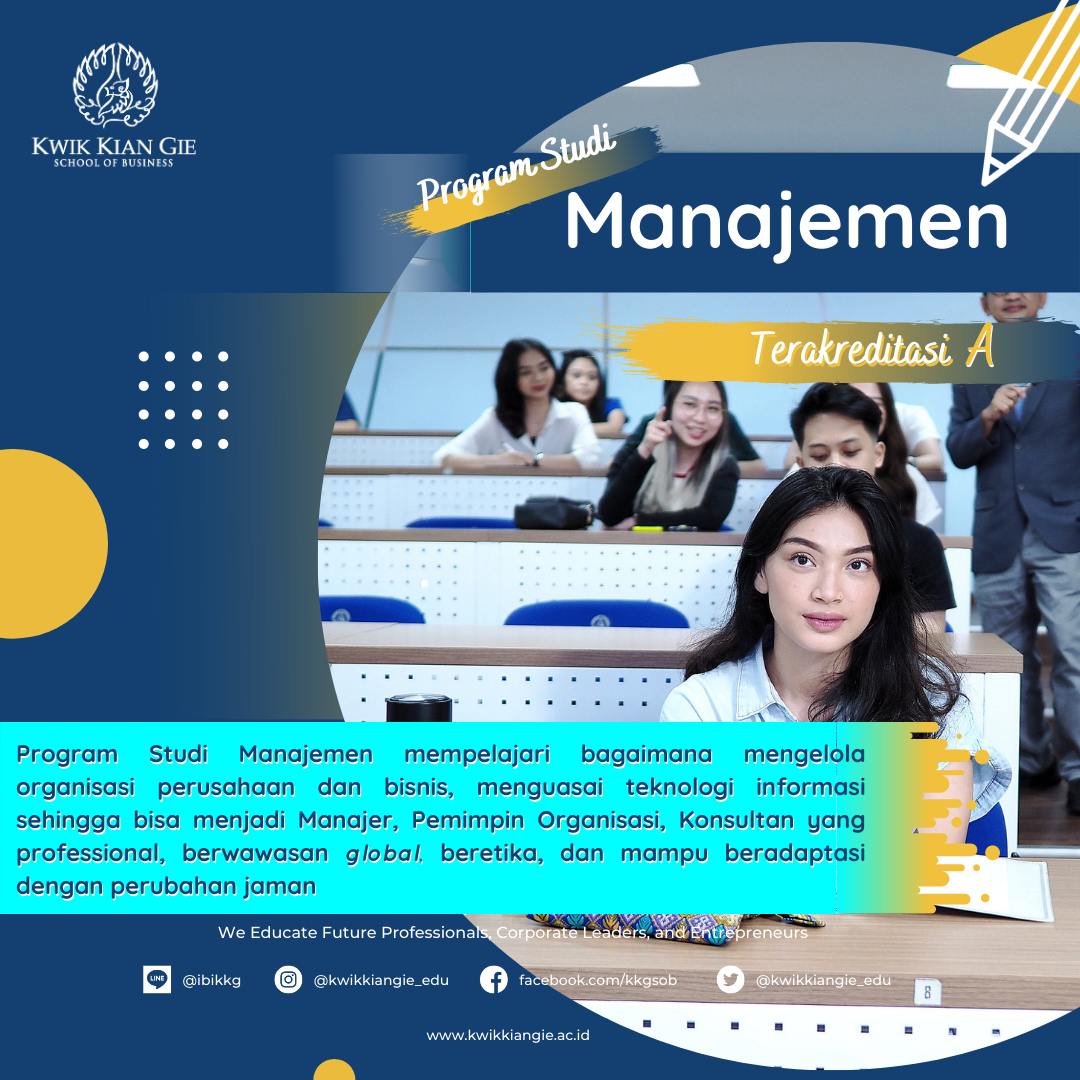 KWIK KIAN GIE
SCHOOL OF BUSINESS
Program Studi
Manajemen
Terakreditasi A
Program Studi Manajemen mempelajari bagaimana mengelola
organisasi perusahaan dan bisnis, menguasai teknologi informasi
sehingga bisa menjadi Manajer, Pemimpin Organisasi, Konsultan yang
professional, berwawasan global, beretika, dan mampu beradaptasi
dengan perubahan jaman
We Educate Future Professionals, Corporate Leaders, and Entrepreneurs
LINE @ibikkg @kwikkiangie_edu facebook.com/kkgsob @kwikkiangie_edu
8
www.kwikkiangie.ac.id